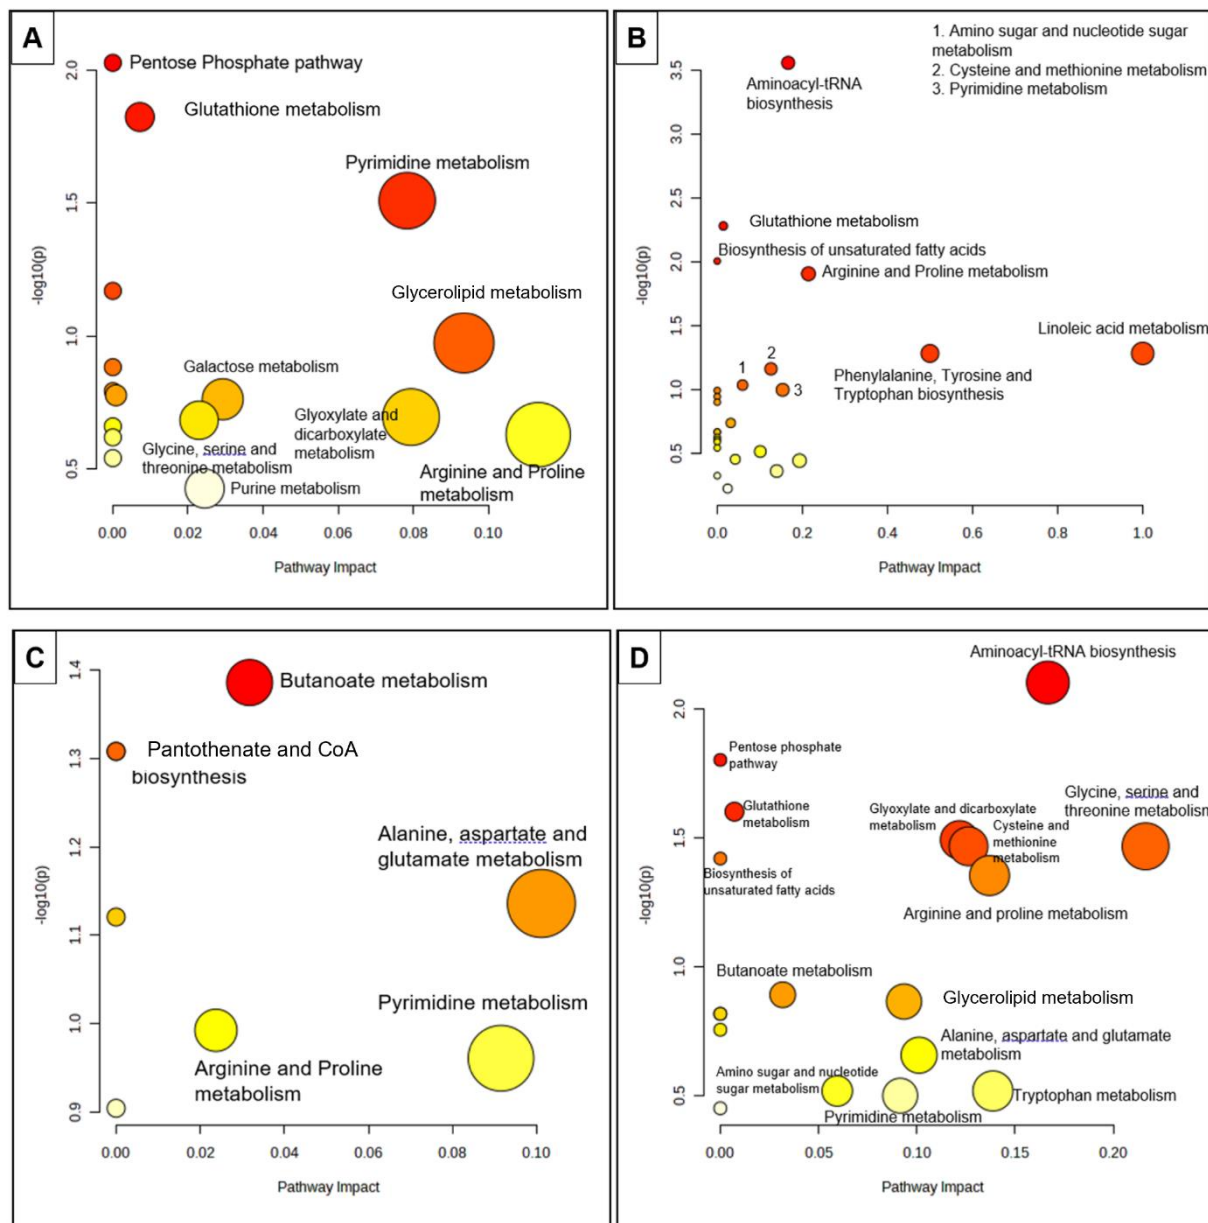 A
2.0
1.5
1.0
0.5
-log10(p)
Pentose Phosphate pathway
Glutathione metabolism
Pyrimidine metabolism
Glycerolipid metabolism
Galactose metabolism
Glyoxylate and
dicarboxylate
metabolism
Glycine, serine and
threonine metabolism
Arginine and Proline
metabolism
Purine metabolism
0.00 0.02 0.04 0.06 0.08 0.10
Pathway Impact
B
1. Amino sugar and nucleotide sugar
metabolism
2. Cysteine and methionine metabolism
3. Pyrimidine metabolism
3.5
3.0
2.5
2.0
1.5
1.0
0.5
-log10(p)
Aminoacyl-tRNA
biosynthesis
Glutathione metabolism
Biosynthesis of unsaturated fatty acids
Arginine and Proline metabolism
Linoleic acid metabolism
1
2
3
Phenylalanine, Tyrosine and
Tryptophan biosynthesis
0.0 0.2 0.4 0.6 0.8 1.0
Pathway Impact
C
1.4
1.3
1.2
1.1
1.0
0.9
-log10(p)
Butanoate metabolism
Pantothenate and CoA
biosynthesis
Alanine, aspartate and
glutamate metabolism
Pyrimidine metabolism
Arginine and Proline
metabolism
0.00 0.02 0.04 0.06 0.08 0.10
Pathway Impact
D
2.0
1.5
1.0
0.5
-log10(p)
Aminoacyl-tRNA biosynthesis
Pentose phosphate
pathway
Glutathione
metabolism
Glyoxylate and dicarboxylate
metabolism
Cysteine and
methionine
metabolism
Glycine, serine and
threonine metabolism
Biosynthesis of
unsaturated fatty acids
Arginine and proline metabolism
Butanoate metabolism
Glycerolipid metabolism
Alanine, aspartate and glutamate
metabolism
Amino sugar and nucleotide
sugar metabolism
Tryptophan metabolism
Pyrimidine metabolism
0.00 0.05 0.10 0.15 0.20
Pathway Impact